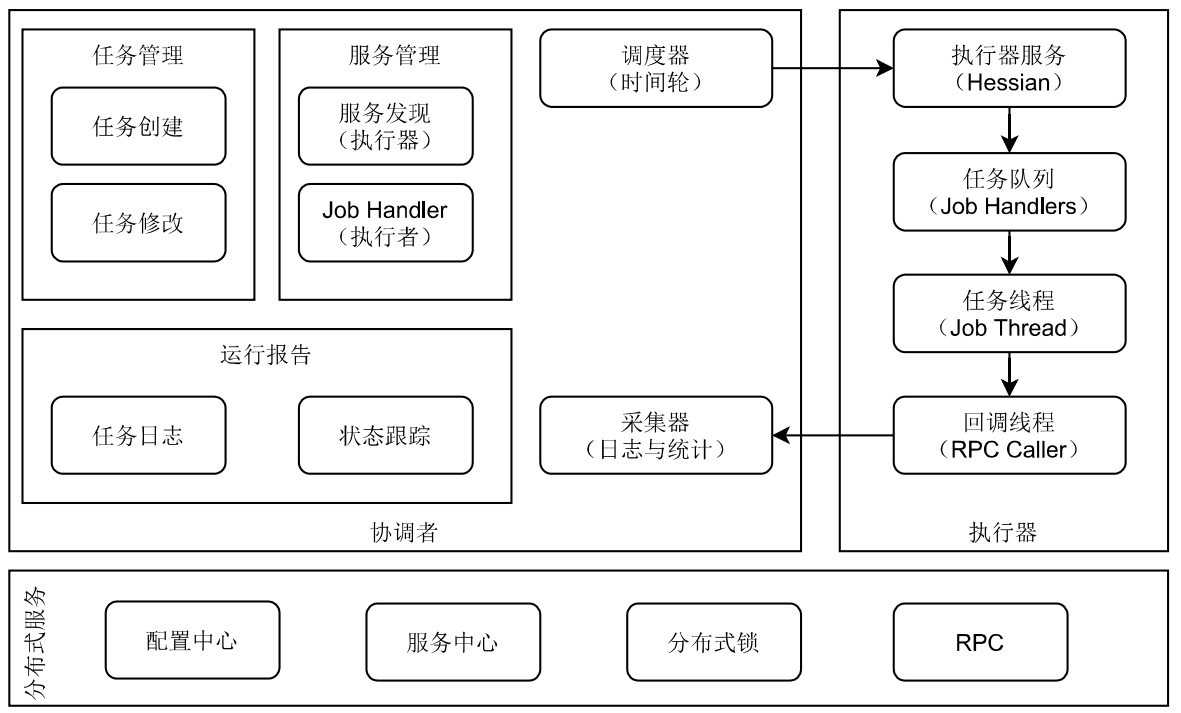 任务管理
任务创建
任务修改
服务管理
服务发现
（执行器）
Job Handler
（执行者）
调度器
（时间轮）
运行报告
任务日志
状态跟踪
采集器
（日志与统计）
协调者
执行器服务
（Hessian）
任务队列
（Job Handlers）
任务线程
（Job Thread）
回调线程
（RPC Caller）
执行器
分布式服务
配置中心
服务中心
分布式锁
RPC